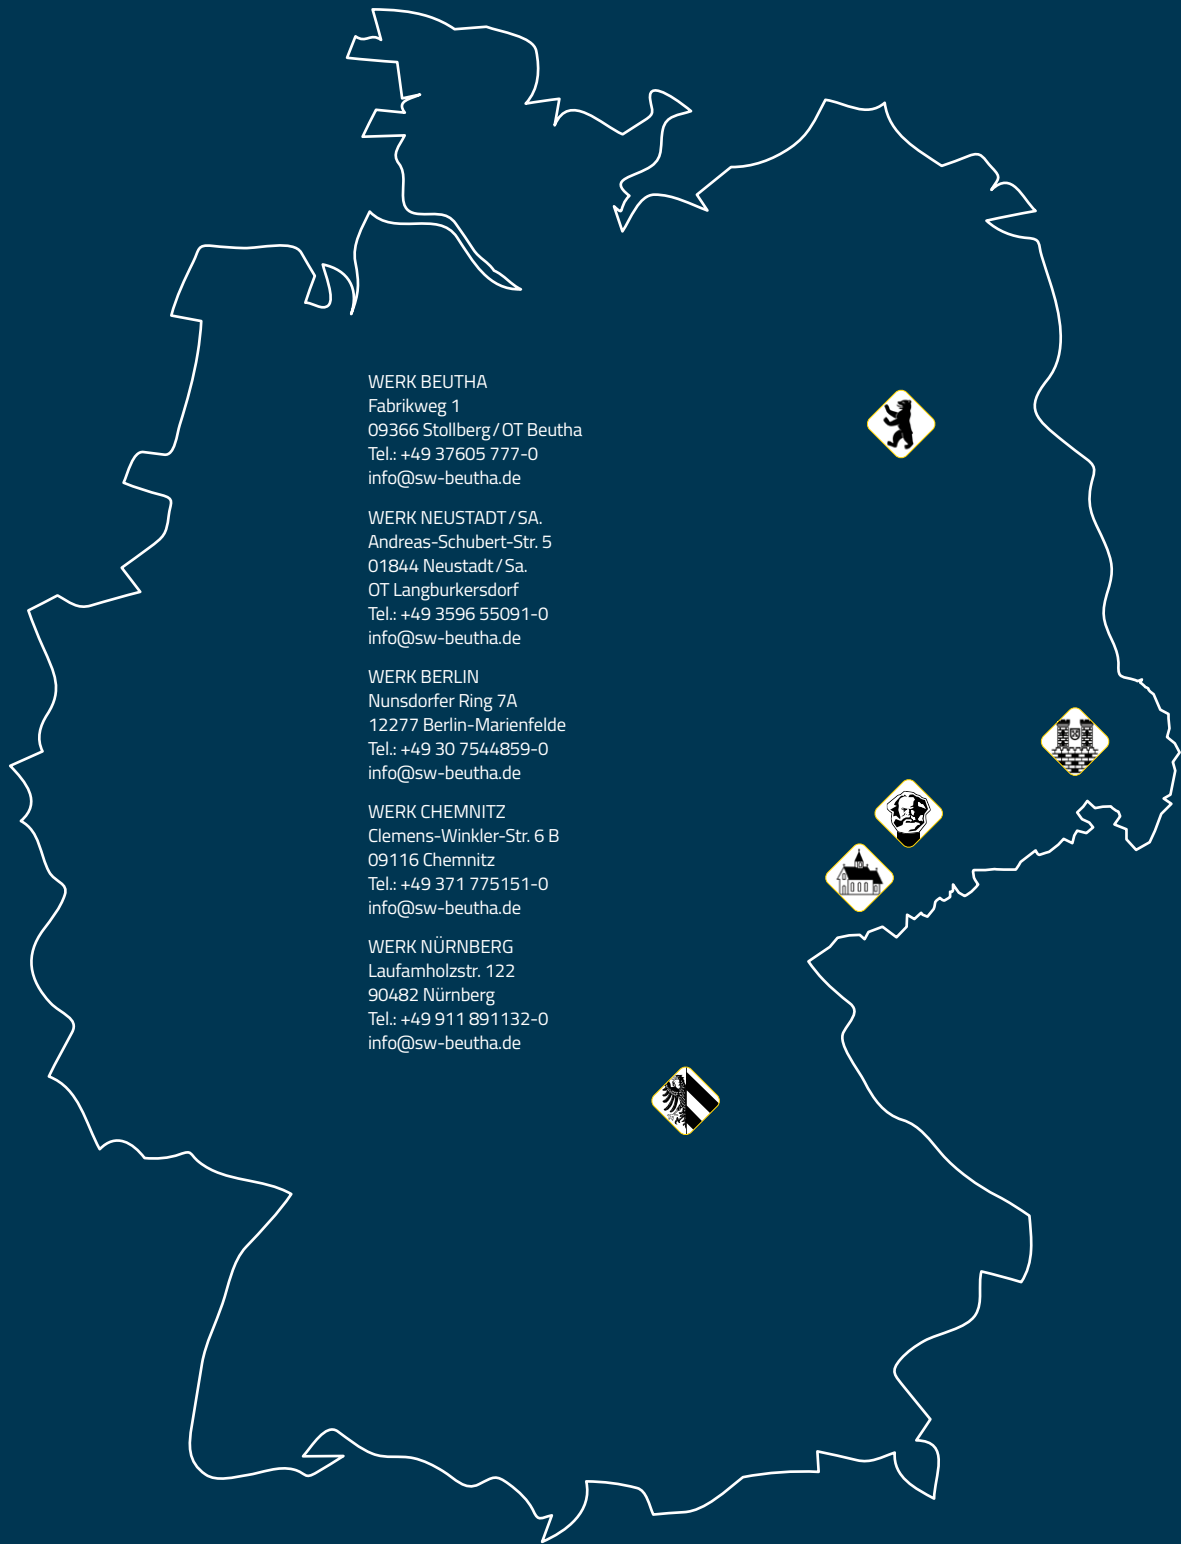 WERK BEUTHA
Fabrikweg 1
09366 Stollberg/OT Beutha
Tel.: +49 37605 777-0
info@sw-beutha.de
WERK NEUSTADT/SA.
Andreas-Schubert-Str. 5
01844 Neustadt/Sa.
OT Langburkersdorf
Tel.: +49 3596 55091-0
info@sw-beutha.de
WERK BERLIN
Nunsdorfer Ring 7A
12277 Berlin-Marienfelde
Tel.: +49 30 7544859-0
info@sw-beutha.de
WERK CHEMNITZ
Clemens-Winkler-Str. 6 B
09116 Chemnitz
Tel.: +49 371 775151-0
info@sw-beutha.de
WERK NÜRNBERG
Laufamholzstr. 122
90482 Nürnberg
Tel.: +49 911 891132-0
info@sw-beutha.de